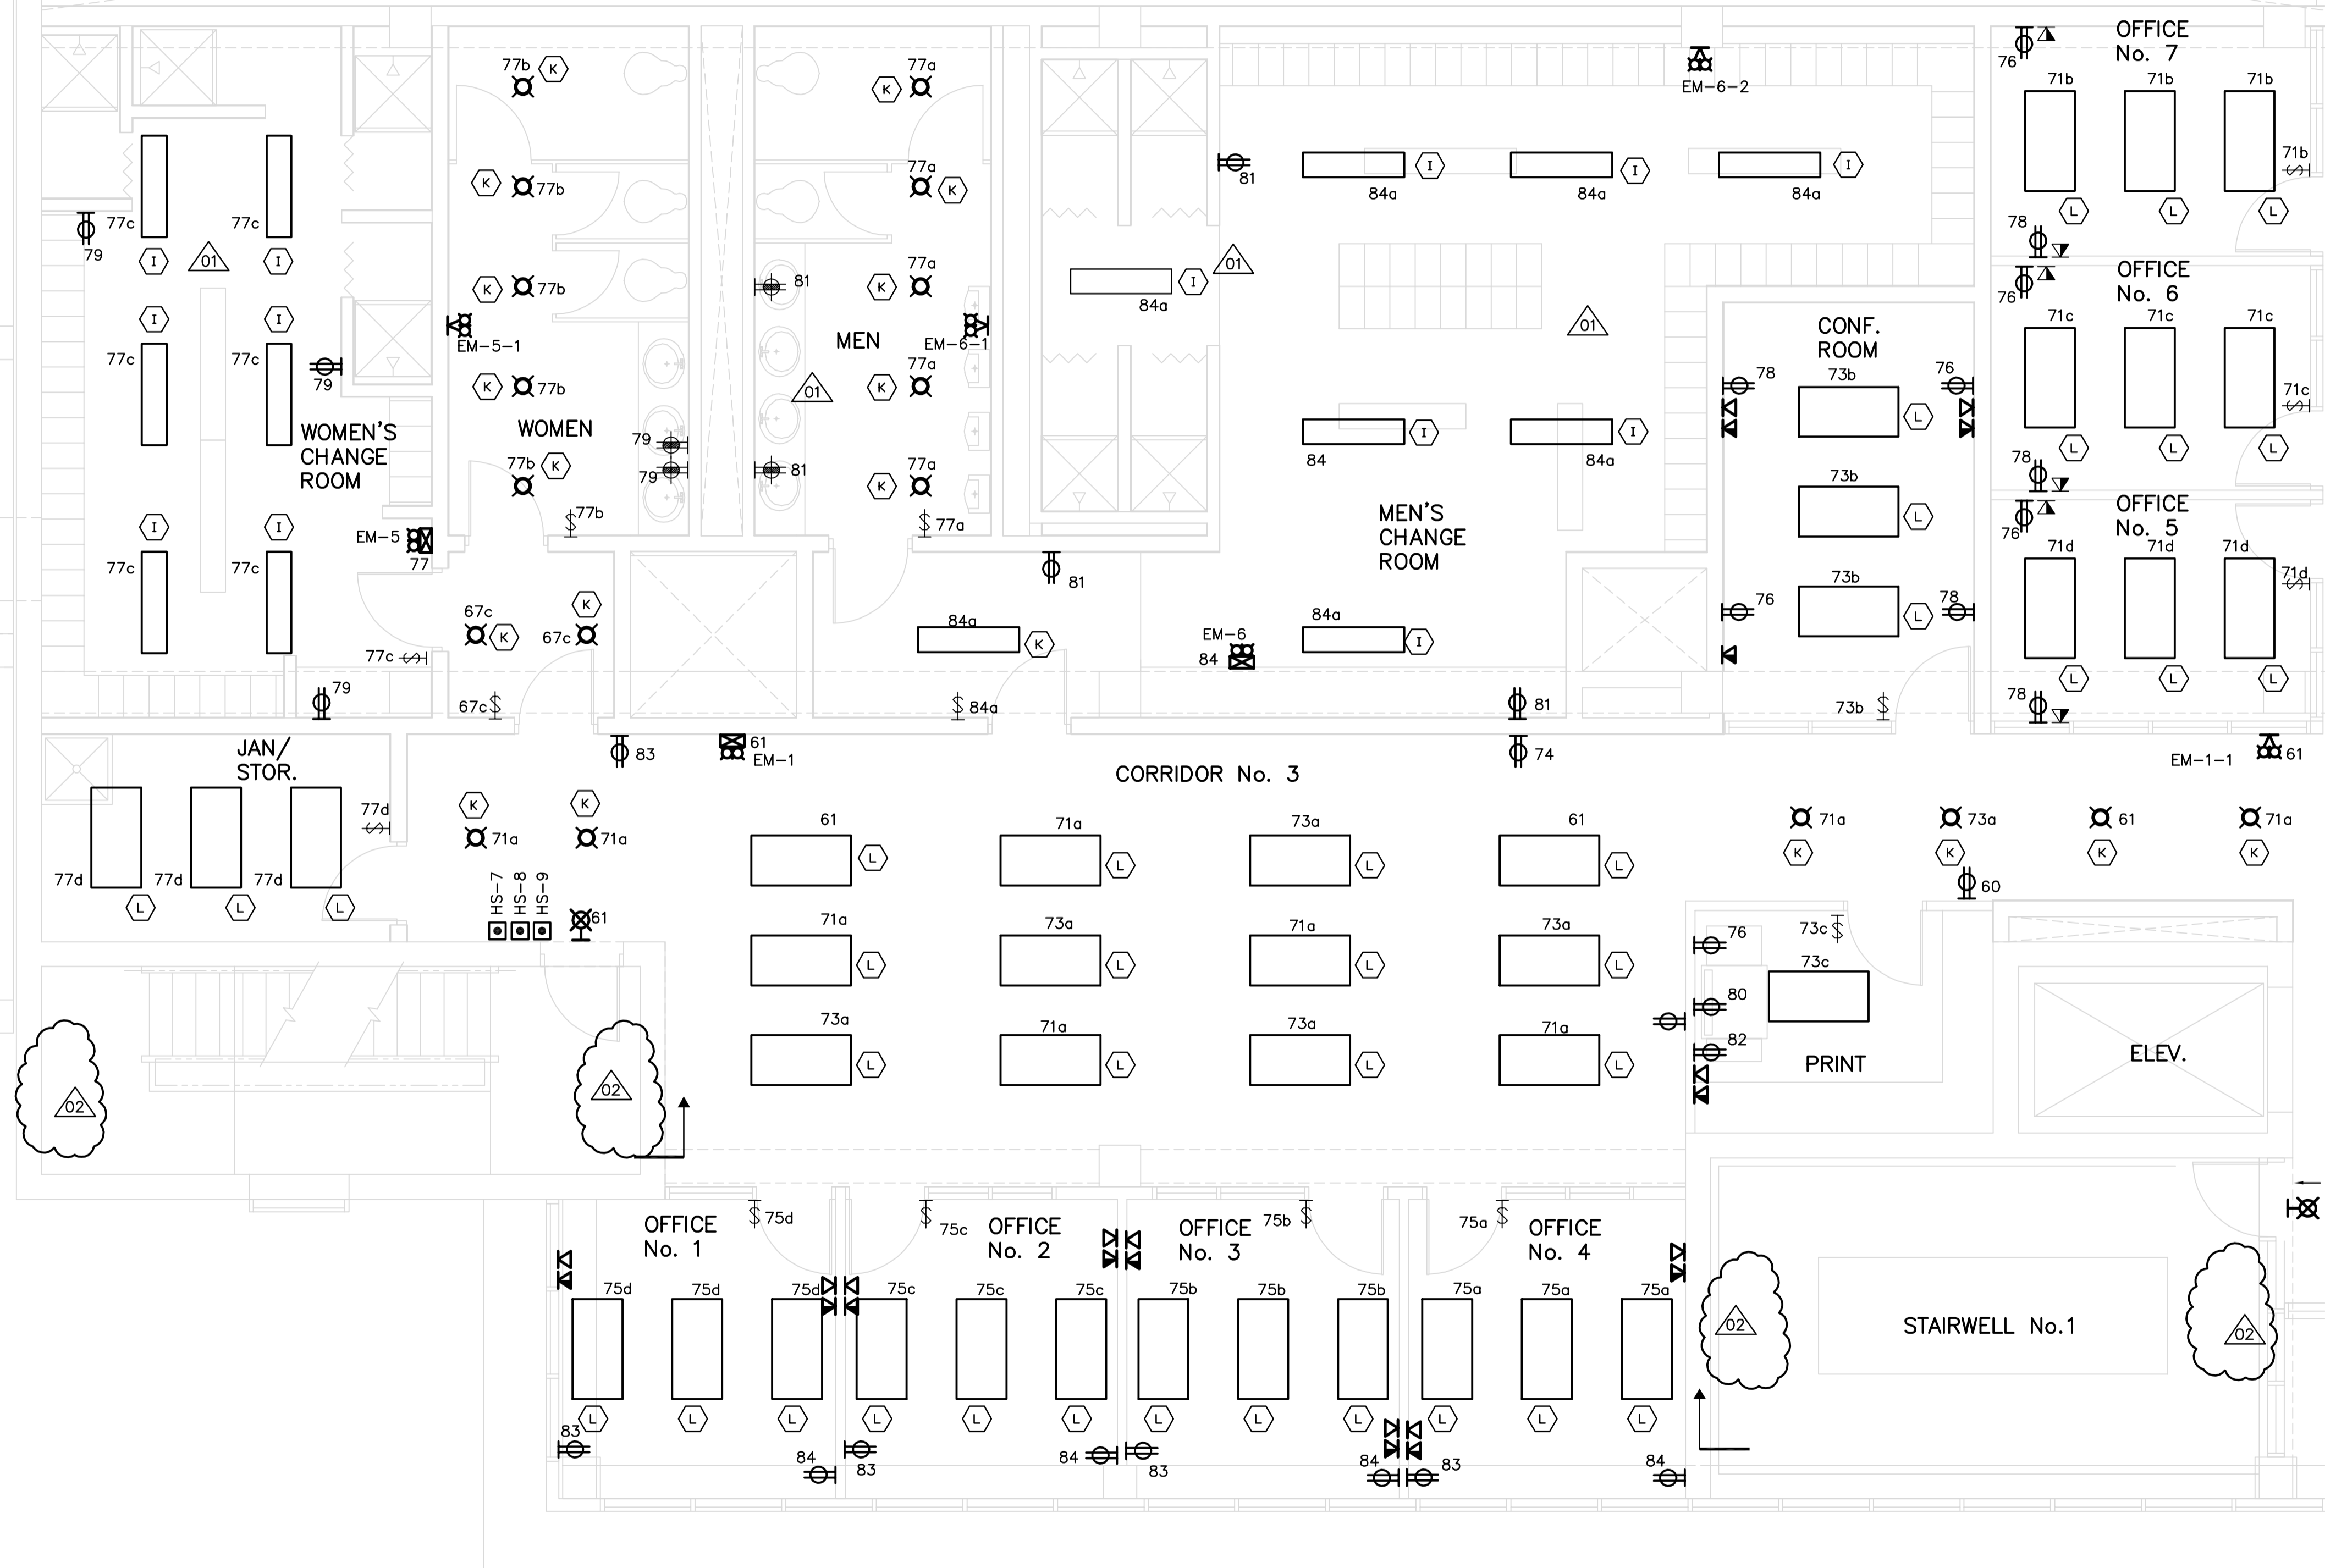 77b
K
77a
K
EM-6-2
76
OFFICE
No. 7
71b
71b
71b
71b
L
L
L
78
K
77b
77a
K
81
I
84a
I
84a
I
84a
77c
77c
79
I
01
I
K
77b
81
K
77a
84a
I
01
76
OFFICE
No. 6
71c
71c
71c
71c
L
L
L
78
I
I
77c
77c
79
EM-5-1
MEN
EM-6-1
01
CONF.
ROOM
73b
78
76
L
K
77b
01
K
77a
WOMEN'S
CHANGE
ROOM
WOMEN
79
79
77b
K
81
K
77a
84
I
84a
I
73b
L
76
OFFICE
No. 5
71d
71d
71d
71d
L
L
L
78
I
I
77c
77c
EM-5
77
77b
77a
MEN'S
CHANGE
ROOM
81
73b
76
78
L
67c
K
K
67c
77c
84a
K
EM-6
84
84a
I
79
67c
84a
81
73b
JAN/
STOR.
83
61
EM-1
74
CORRIDOR No. 3
EM-1-1
61
77d
77d
77d
77d
L
L
L
K
71a
K
71a
61
L
71a
L
73a
L
61
L
71a
K
73a
K
61
K
71a
K
60
HS-7
HS-8
HS-9
61
71a
L
73a
L
71a
L
73a
L
76
73c
73c
80
82
PRINT
ELEV.
73a
L
71a
L
73a
L
71a
L
02
02
OFFICE
No. 1
75d
75d
75d
75d
L
L
L
83
84
OFFICE
No. 2
75c
75c
75c
75c
L
L
L
83
84
OFFICE
No. 3
75b
75b
75b
75b
L
L
L
83
84
OFFICE
No. 4
75a
75a
75a
75a
L
L
L
83
84
02
STAIRWELL No.1
02